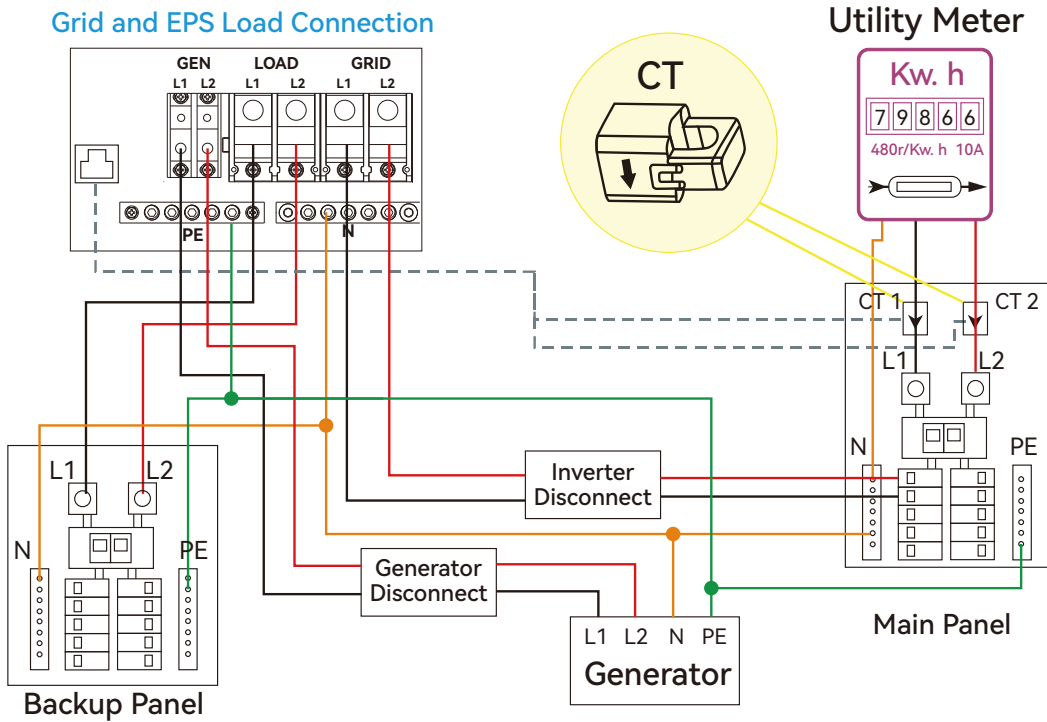 Grid and EPS Load Connection
Utility Meter
GEN LOAD GRID
L1 L2 L1 L2 L1 L2
PE N
CT
Kw. h
79866
480r/Kw. h 10A
CT 1 CT 2
L1 L2
N PE
Inverter
Disconnect
Main Panel
L1 L2
N PE
Backup Panel
Generator
Disconnect
L1 L2 N PE
Generator